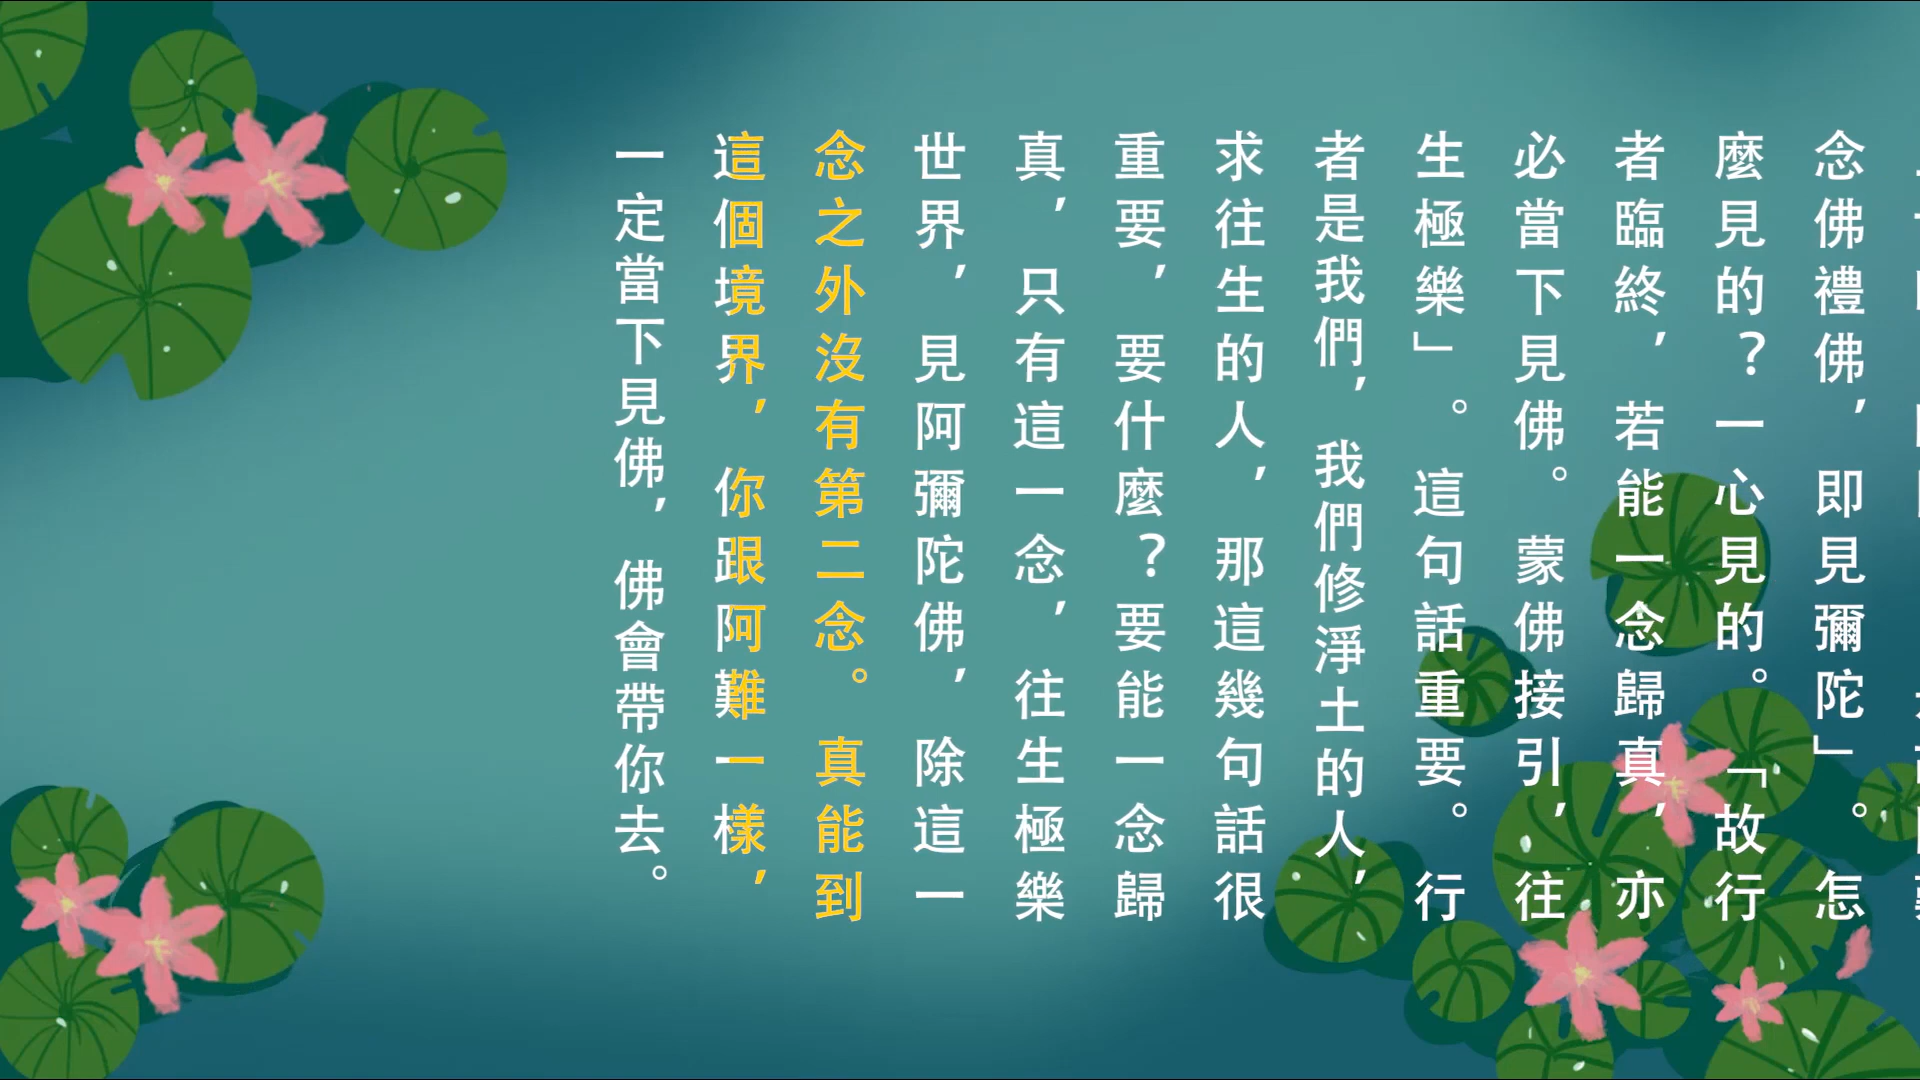 念佛禮佛，即見彌陀」。怎
麼見的？一心見的。「故行
者臨終，若能一念歸真，亦
必當下見佛。蒙佛接引，往
生極樂」。這句話重要。行
者是我們，我們修淨土的人，
求往生的人，那這幾句話很
重要，要什麼？要能一念歸
真，只有這一念，往生極樂
世界，見阿彌陀佛，除這一
念之外沒有第二念。真能到
這個境界，你跟阿難一樣，
一定當下見佛，佛會帶你去。